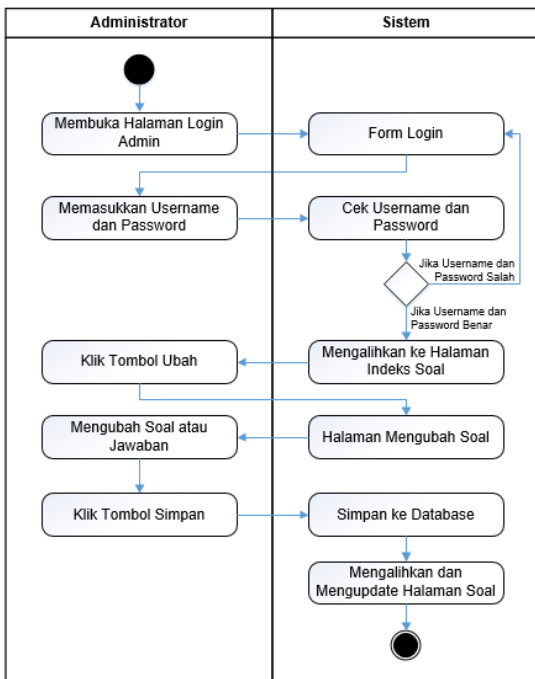 Administrator
Sistem
Membuka Halaman Login
Admin
Form Login
Memasukkan Username
dan Password
Cek Username dan
Password
Jika Username dan
Password Salah
Jika Username dan
Password Benar
Klik Tombol Ubah
Mengalihkan ke Halaman
Indeks Soal
Mengubah Soal atau
Jawaban
Halaman Mengubah Soal
Klik Tombol Simpan
Simpan ke Database
Mengalihkan dan
Mengupdate Halaman Soal